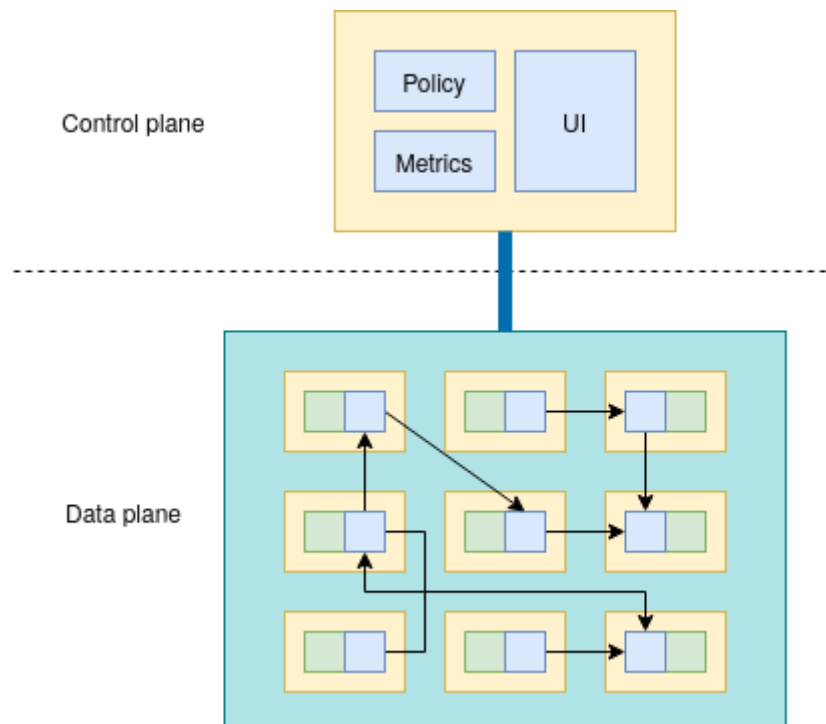 Control plane
Policy
Metrics
UI
Data plane